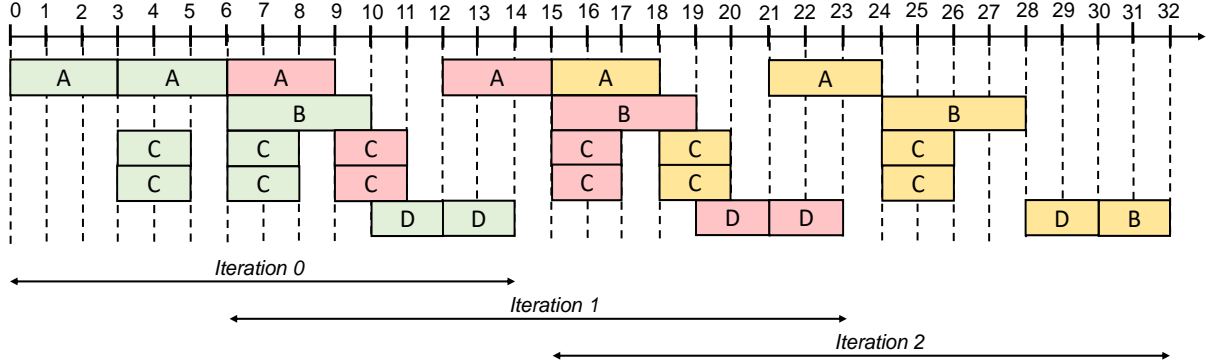 0 1 2 3 4 5 6 7 8 9 10 11 12 13 14 15 16 17 18 19 20 21 22 23 24 25 26 27 28 29 30 31 32
A A A A A A
B B B
C C C C C C
C C C C C C
D D D D D B
Iteration 0
Iteration 1
Iteration 2